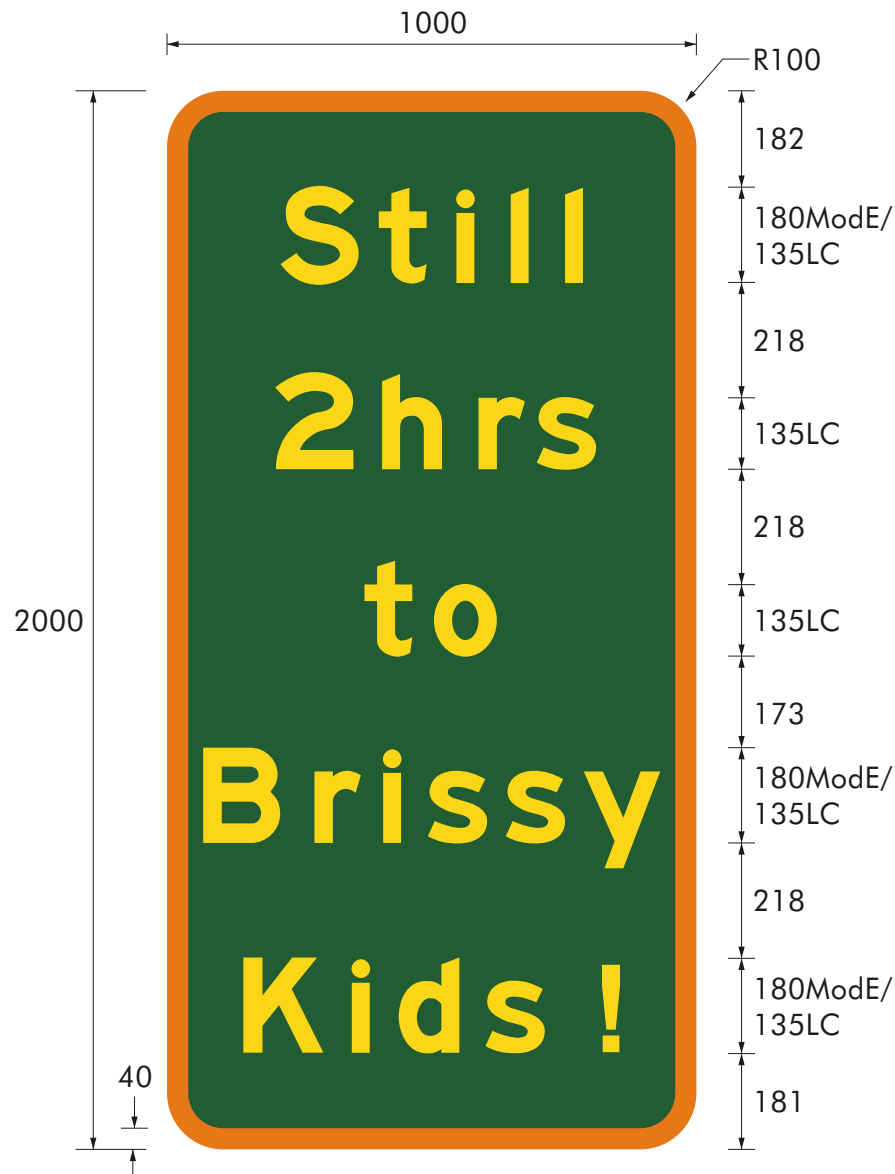 1000
R100
182
Still
180ModE/
135LC
218
2hrs
135LC
218
2000
to
135LC
173
Brissy
180ModE/
135LC
218
Kids !
180ModE/
135LC
40
181